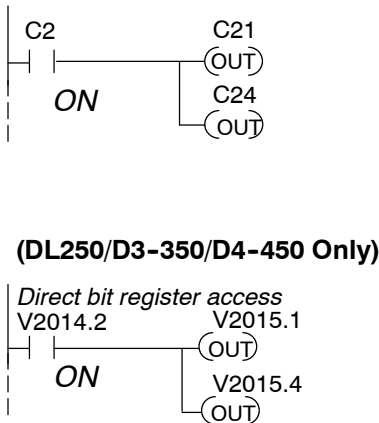 C2 C21
OUT
ON C24
OUT
(DL250/D3-350/D4-450 Only)
Direct bit register access
V2014.2 V2015.1
OUT
ON V2015.4
OUT